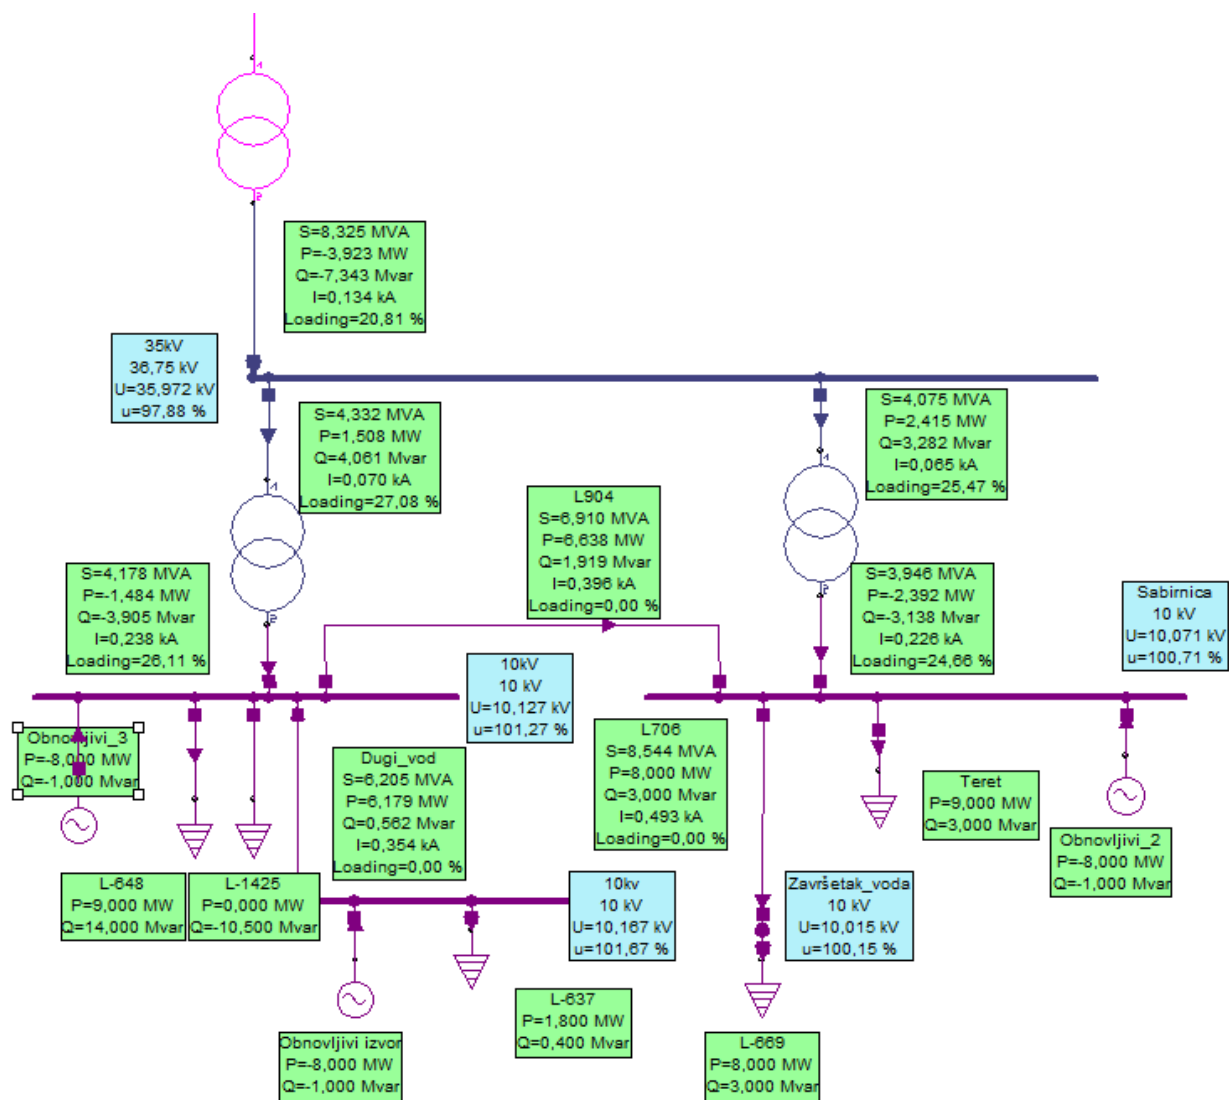 1
2
S=8,325 MVA
P=-3,923 MW
Q=-7,343 Mvar
I=0,134 kA
Loading=20,81 %
35kV
36,75 kV
U=35,972 kV
u=97,88 %
S=4,332 MVA
P=1,508 MW
Q=4,061 Mvar
I=0,070 kA
Loading=27,08 %
S=4,075 MVA
P=2,415 MW
Q=3,282 Mvar
I=0,065 kA
Loading=25,47 %
1
1
L904
S=6,910 MVA
P=6,638 MW
Q=1,919 Mvar
I=0,396 kA
Loading=0,00 %
S=4,178 MVA
P=-1,484 MW
Q=-3,905 Mvar
I=0,238 kA
Loading=26,11 %
2
S=3,946 MVA
P=-2,392 MW
Q=-3,138 Mvar
I=0,226 kA
Loading=24,66 %
2
Sabirnica
10 kV
U=10,071 kV
u=100,71 %
10kV
10 kV
U=10,127 kV
u=101,27 %
Obnovljivi_3
P=-8,000 MW
Q=-1,000 Mvar
Dugi_vod
S=6,205 MVA
P=6,179 MW
Q=0,562 Mvar
I=0,354 kA
Loading=0,00 %
L706
S=8,544 MVA
P=8,000 MW
Q=3,000 Mvar
I=0,493 kA
Loading=0,00 %
Teret
P=9,000 MW
Q=3,000 Mvar
Obnovljivi_2
P=-8,000 MW
Q=-1,000 Mvar
L-648
P=9,000 MW
Q=14,000 Mvar
L-1425
P=0,000 MW
Q=-10,500 Mvar
10kv
10 kV
U=10,167 kV
u=101,67 %
Završetak_voda
10 kV
U=10,015 kV
u=100,15 %
L-637
P=1,800 MW
Q=0,400 Mvar
Obnovljivi izvor
P=-8,000 MW
Q=-1,000 Mvar
L-669
P=8,000 MW
Q=3,000 Mvar